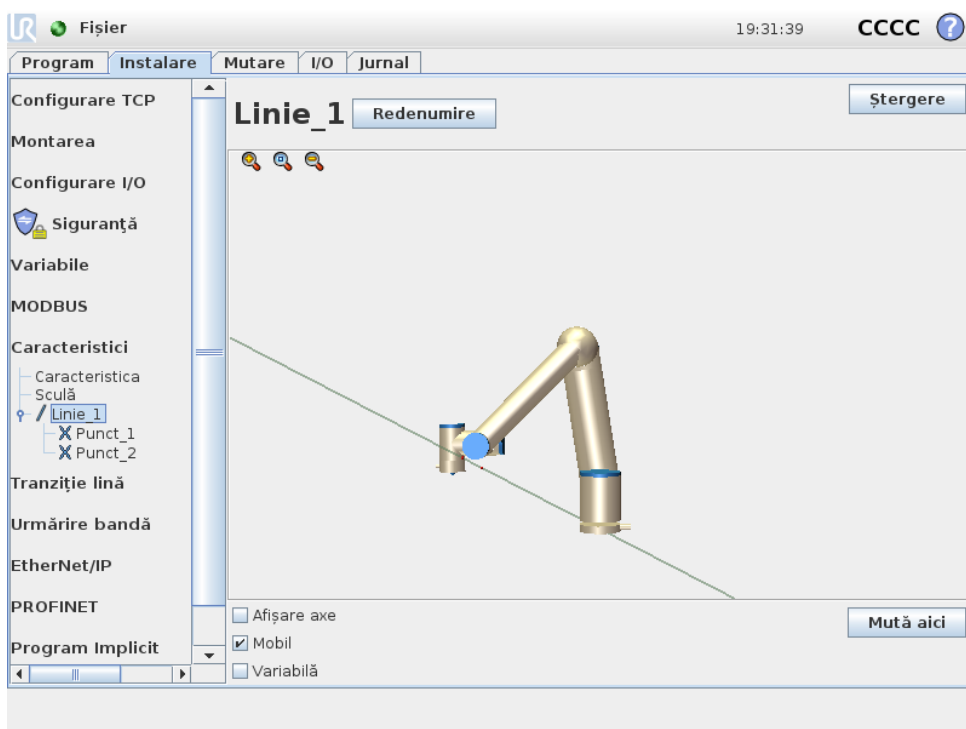 UR Fișier 19:31:39 CCCC ?
Program Instalare Mutare I/O Jurnal
Configurare TCP
Montarea
Configurare I/O
Siguranță
Variabile
MODBUS
Caracteristici
Caracteristica
Sculă
Linie_1
Punct_1
Punct_2
Tranziție lină
Urmărire bandă
EtherNet/IP
PROFINET
Program Implicit
Linie_1 Redenumire Ștergere
Afișare axe
Mobil
Variabilă
Mută aici